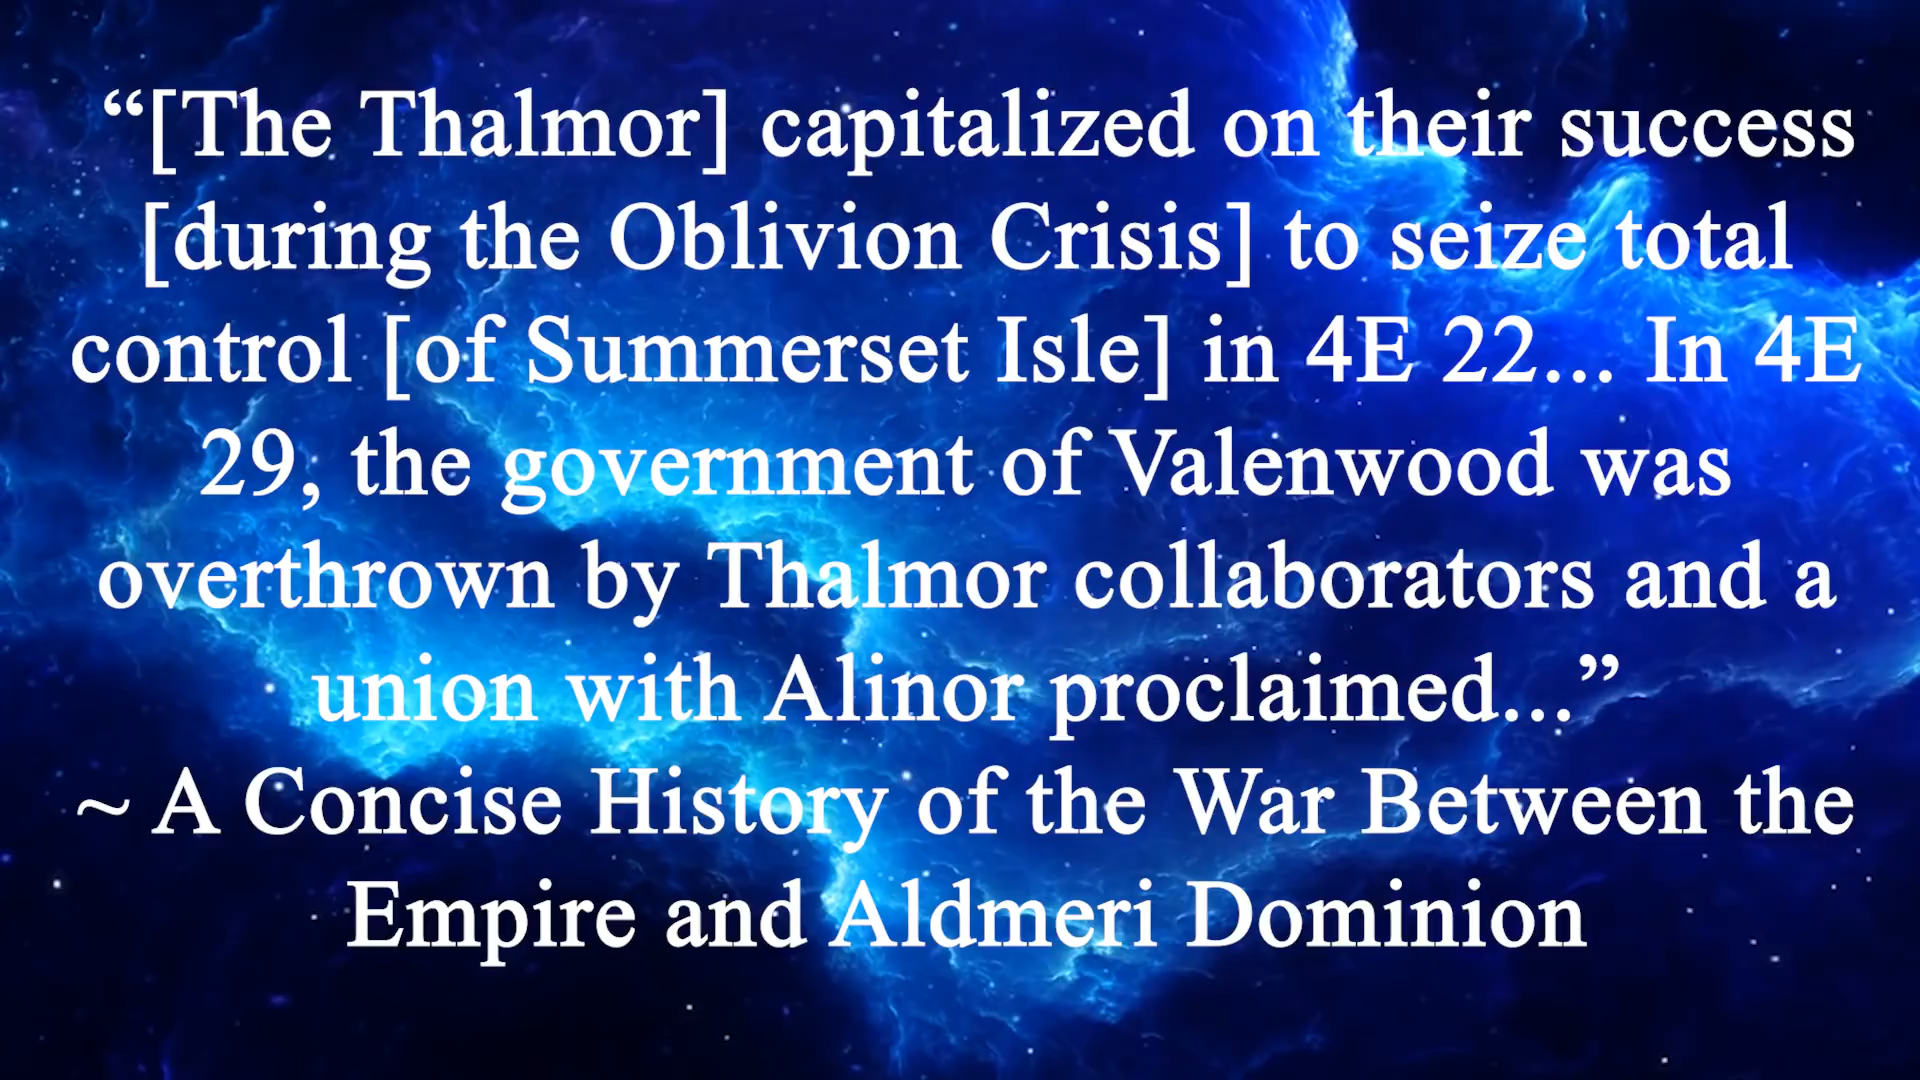 “[The Thalmor] capitalized on their success
[during the Oblivion Crisis] to seize total
control [of Summerset Isle] in 4E 22... In 4E
29, the government of Valenwood was
overthrown by Thalmor collaborators and a
union with Alinor proclaimed...”
~ A Concise History of the War Between the
Empire and Aldmeri Dominion